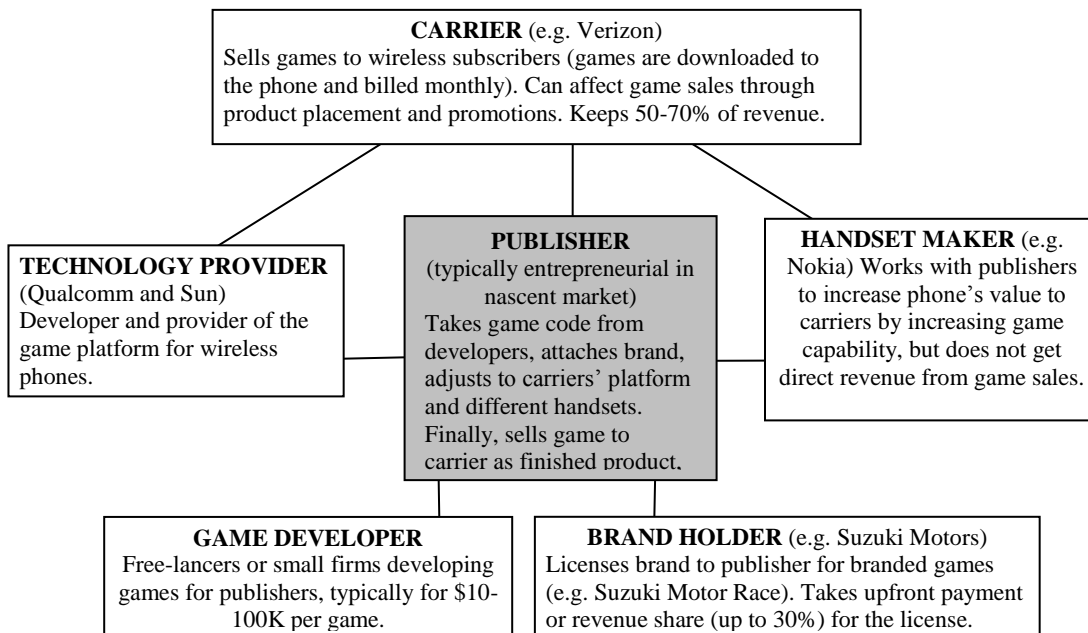 CARRIER (e.g. Verizon)
Sells games to wireless subscribers (games are downloaded to
the phone and billed monthly). Can affect game sales through
product placement and promotions. Keeps 50-70% of revenue.
TECHNOLOGY PROVIDER
(Qualcomm and Sun)
Developer and provider of the
game platform for wireless
phones.
PUBLISHER
(typically entrepreneurial in
nascent market)
Takes game code from
developers, attaches brand,
adjusts to carriers’ platform
and different handsets.
Finally, sells game to
carrier as finished product,
HANDSET MAKER (e.g.
Nokia) Works with publishers
to increase phone’s value to
carriers by increasing game
capability, but does not get
direct revenue from game sales.
GAME DEVELOPER
Free-lancers or small firms developing
games for publishers, typically for $10-
100K per game.
BRAND HOLDER (e.g. Suzuki Motors)
Licenses brand to publisher for branded games
(e.g. Suzuki Motor Race). Takes upfront payment
or revenue share (up to 30%) for the license.